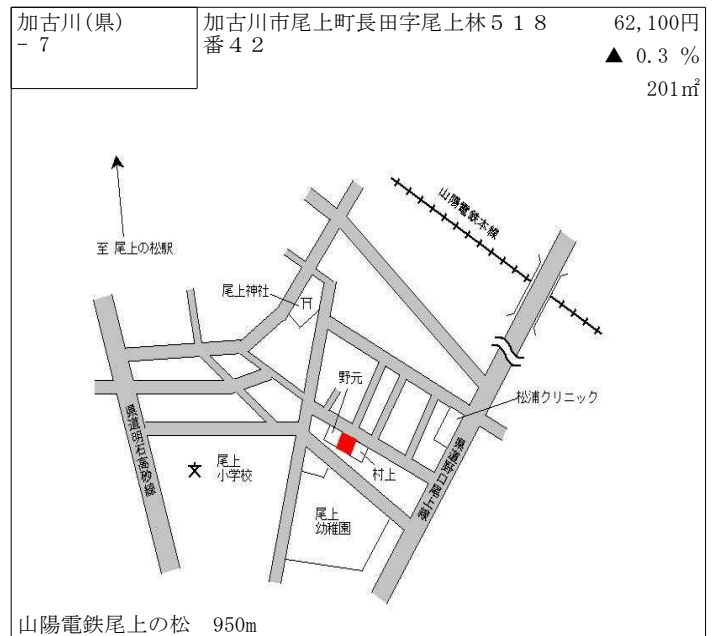 加古川(県)
- 7
加古川市尾上町長田字尾上林５１８
番４２
62,100円
▲ 0.3 %
201㎡
山陽電鉄本線
至 尾上の松駅
尾上神社
野元
松浦クリニック
県道明石高砂線
県道野口尾上線
尾上
小学校
村上
尾上
幼稚園
山陽電鉄尾上の松　950m